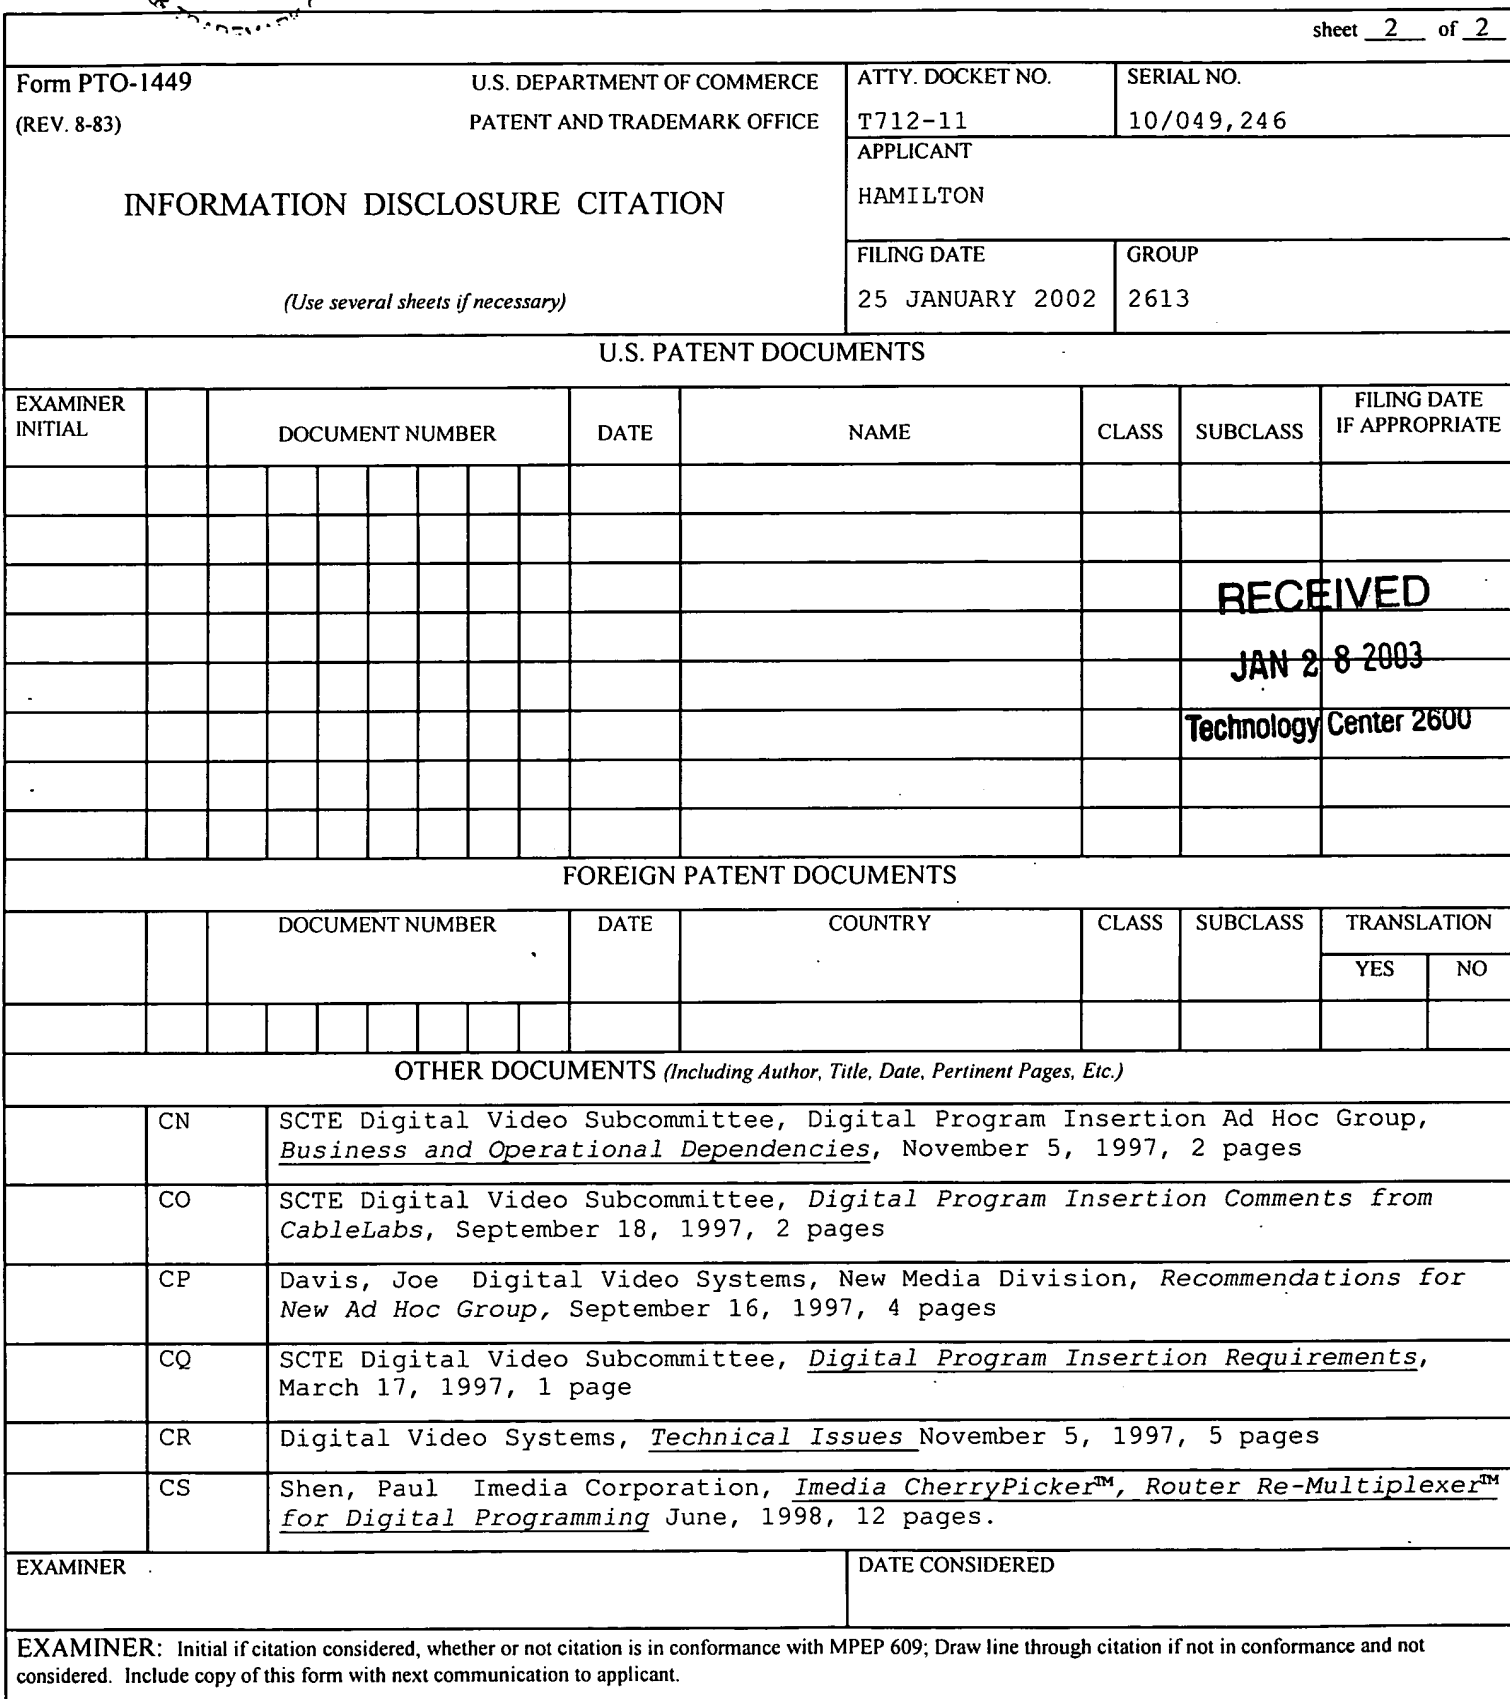 sheet 2 of 2
Form PTO-1449
U.S. DEPARTMENT OF COMMERCE
ATTY. DOCKET NO.
SERIAL NO.
(REV. 8-83)
PATENT AND TRADEMARK OFFICE
T712-11
10/049,246
APPLICANT
INFORMATION DISCLOSURE CITATION
HAMILTON
FILING DATE
GROUP
(Use several sheets if necessary)
25 JANUARY 2002
2613
U.S. PATENT DOCUMENTS
EXAMINER
INITIAL
DOCUMENT NUMBER
DATE
NAME
CLASS
SUBCLASS
FILING DATE
IF APPROPRIATE
RECEIVED
JAN 28 2003
Technology Center 2600
FOREIGN PATENT DOCUMENTS
DOCUMENT NUMBER
DATE
COUNTRY
CLASS
SUBCLASS
TRANSLATION
YES
NO
OTHER DOCUMENTS (Including Author, Title, Date, Pertinent Pages, Etc.)
CN
SCTE Digital Video Subcommittee, Digital Program Insertion Ad Hoc Group,
Business and Operational Dependencies, November 5, 1997, 2 pages
CO
SCTE Digital Video Subcommittee, Digital Program Insertion Comments from
CableLabs, September 18, 1997, 2 pages
CP
Davis, Joe Digital Video Systems, New Media Division, Recommendations for
New Ad Hoc Group, September 16, 1997, 4 pages
CQ
SCTE Digital Video Subcommittee, Digital Program Insertion Requirements,
March 17, 1997, 1 page
CR
Digital Video Systems, Technical Issues November 5, 1997, 5 pages
CS
Shen, Paul Imedia Corporation, Imedia CherryPicker™, Router Re-Multiplexer™
for Digital Programming June, 1998, 12 pages.
EXAMINER
DATE CONSIDERED
EXAMINER: Initial if citation considered, whether or not citation is in conformance with MPEP 609; Draw line through citation if not in conformance and not
considered. Include copy of this form with next communication to applicant.